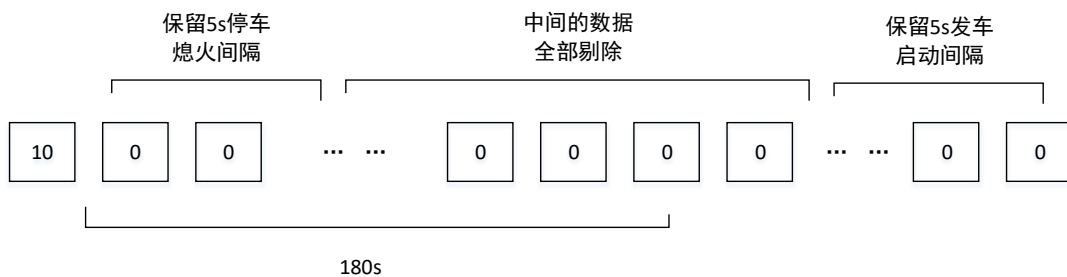 保留5s停车
熄火间隔
中间的数据
全部剔除
保留5s发车
启动间隔
10 0 0 … … 0 0 0 0 … … 0 0
180s